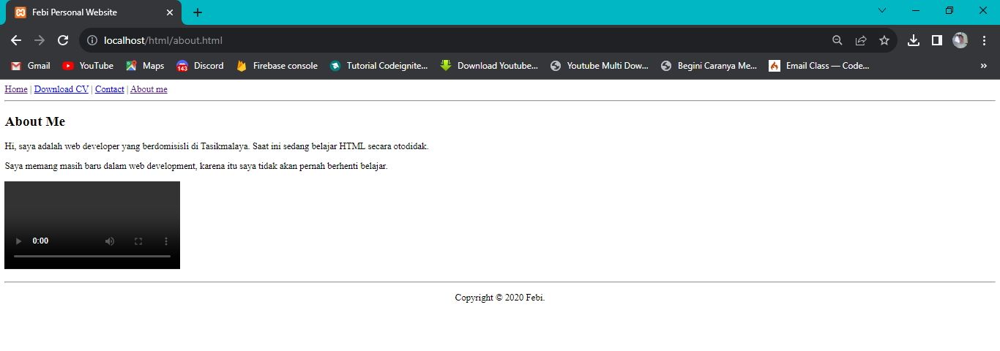 Febi Personal Website
localhost/html/about.html
Gmail YouTube Maps 143 Discord Firebase console Tutorial Codeignite... Download Youtube... Youtube Multi Dow... Begini Caranya Me... Email Class — Code... »
Home | Download CV | Contact | About me
About Me
Hi, saya adalah web developer yang berdomisisli di Tasikmalaya. Saat ini sedang belajar HTML secara otodidak.
Saya memang masih baru dalam web development, karena itu saya tidak akan pernah berhenti belajar.
0:00
Copyright © 2020 Febi.